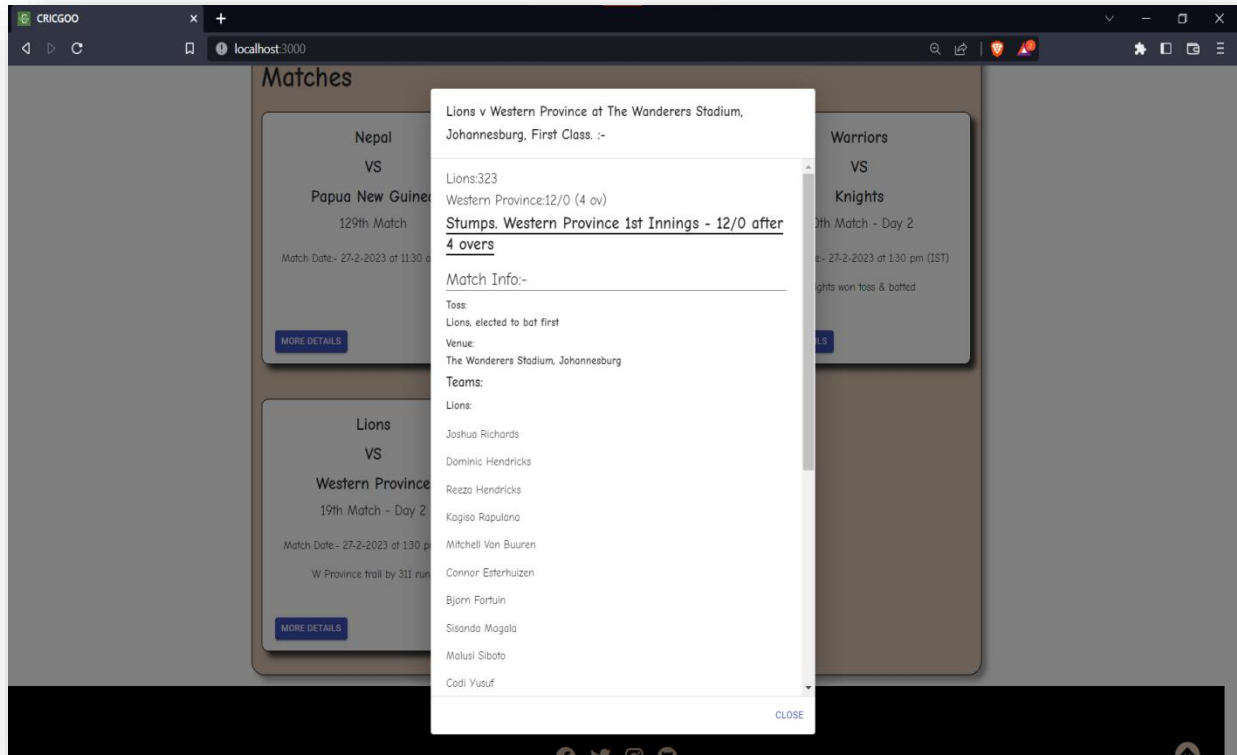 CRICGOO
localhost:3000
Matches
Nepal
VS
Papua New Guinea
129th Match
Match Date:- 27-2-2023 at 11:30
MORE DETAILS
Warriors
VS
Knights
Match - Day 2
27-2-2023 at 1:30 pm (IST)
won toss & batted
Lions
VS
Western Province
19th Match - Day 2
Match Date:- 27-2-2023 at 1:30
W Province trail by 311
MORE DETAILS
Lions v Western Province at The Wanderers Stadium,
Johannesburg, First Class. :-
Lions:323
Western Province:12/0 (4 ov)
Stumps. Western Province 1st Innings - 12/0 after
4 overs
Match Info:-
Toss:
Lions, elected to bat first
Venue:
The Wanderers Stadium, Johannesburg
Teams:
Lions:
Joshua Richards
Dominic Hendricks
Reeza Hendricks
Kagiso Rapulana
Mitchell Van Buuren
Connor Esterhuizen
Bjorn Fortuin
Sisanda Magala
Malusi Siboto
Codi Yusuf
CLOSE